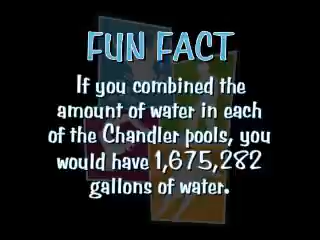 FUN FACT
If you combined the
amount of water in each
of the Chandler pools, you
would have 1,675,282
gallons of water.